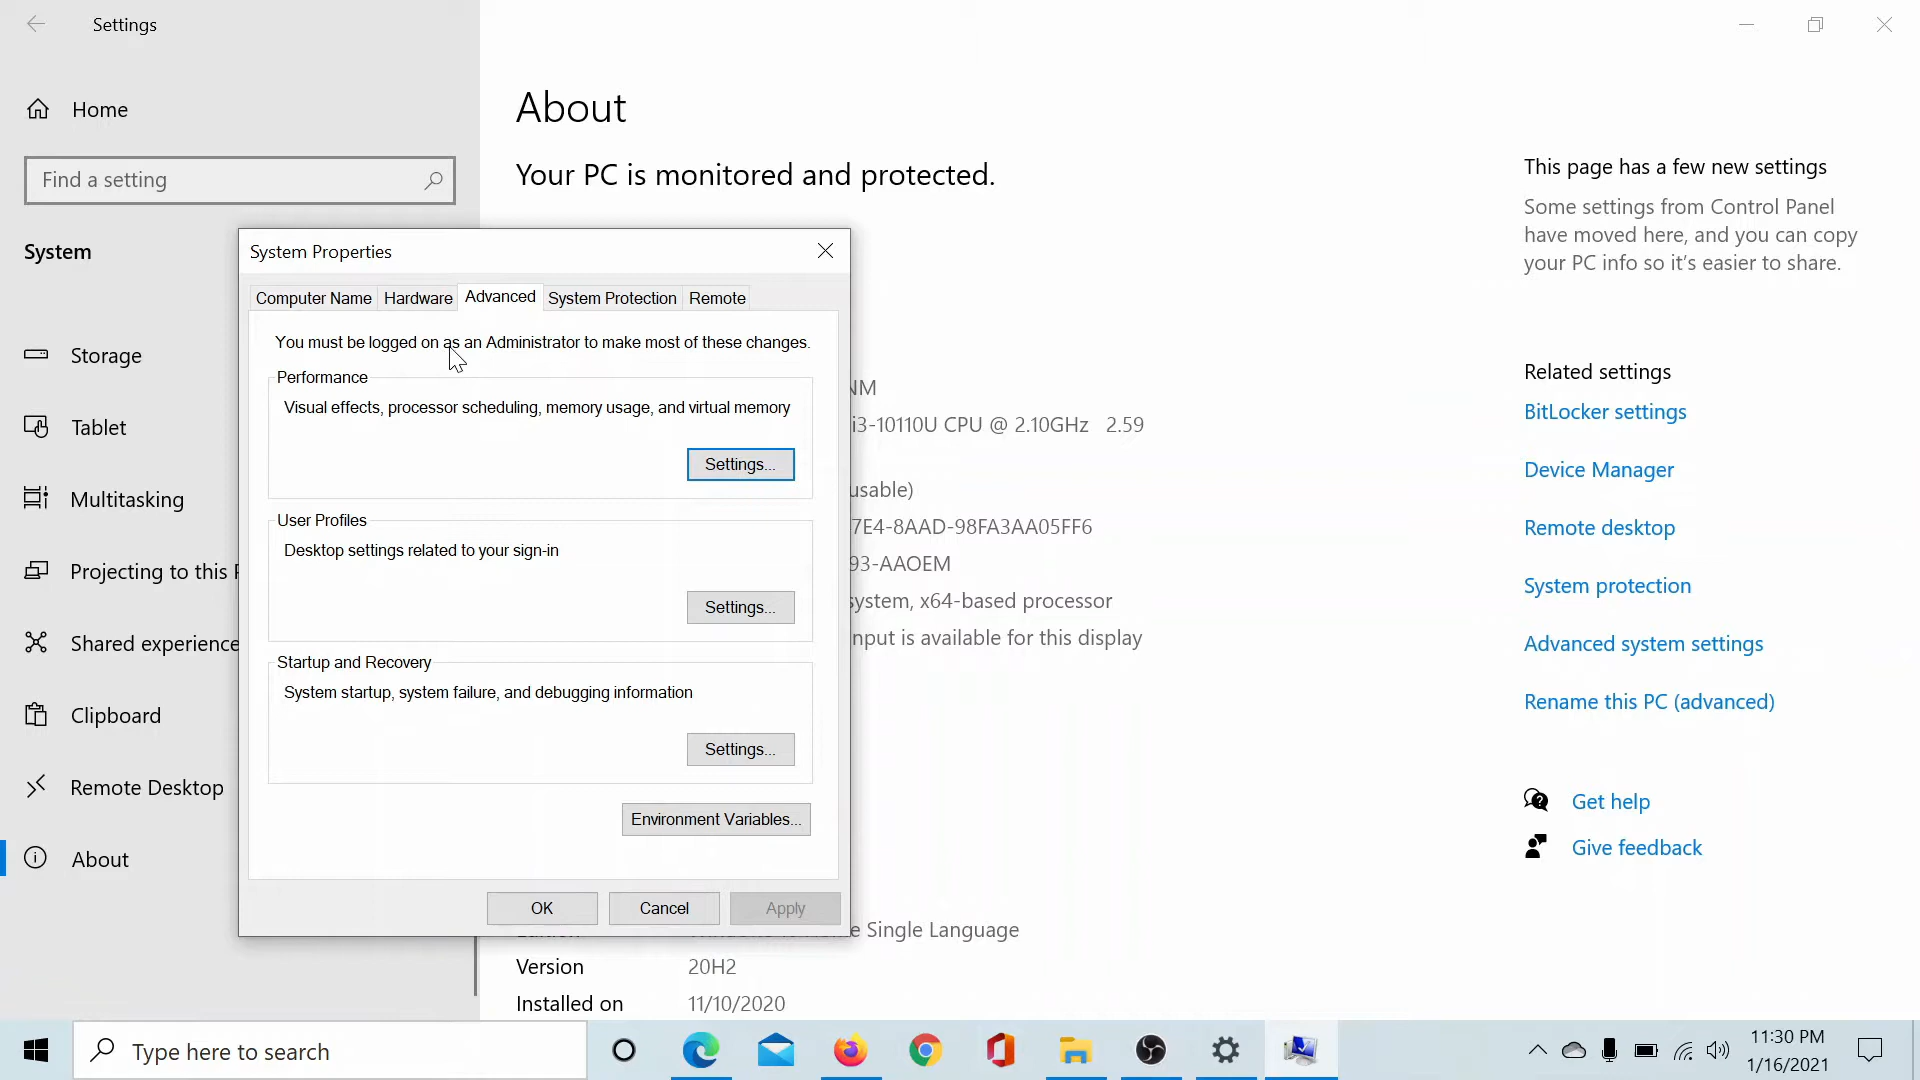 Settings
Home
Find a setting
System
Storage
Tablet
Multitasking
Projecting to this
Shared experience
Clipboard
Remote Desktop
About
About
Your PC is monitored and protected.
System Properties
Computer Name
Hardware
Advanced
System Protection
Remote
You must be logged on as an Administrator to make most of these changes.
Performance
Visual effects, processor scheduling, memory usage, and virtual memory
Settings...
User Profiles
Desktop settings related to your sign-in
Settings...
Startup and Recovery
System startup, system failure, and debugging information
Settings...
Environment Variables...
OK
Cancel
Apply
NM
i3-10110U CPU @ 2.10GHz 2.59
usable)
7E4-8AAD-98FA3AA05FF6
93-AAOEM
system, x64-based processor
nput is available for this display
Single Language
Version 20H2
Installed on 11/10/2020
This page has a few new settings
Some settings from Control Panel
have moved here, and you can copy
your PC info so it's easier to share.
Related settings
BitLocker settings
Device Manager
Remote desktop
System protection
Advanced system settings
Rename this PC (advanced)
Get help
Give feedback
Type here to search
11:30 PM
1/16/2021